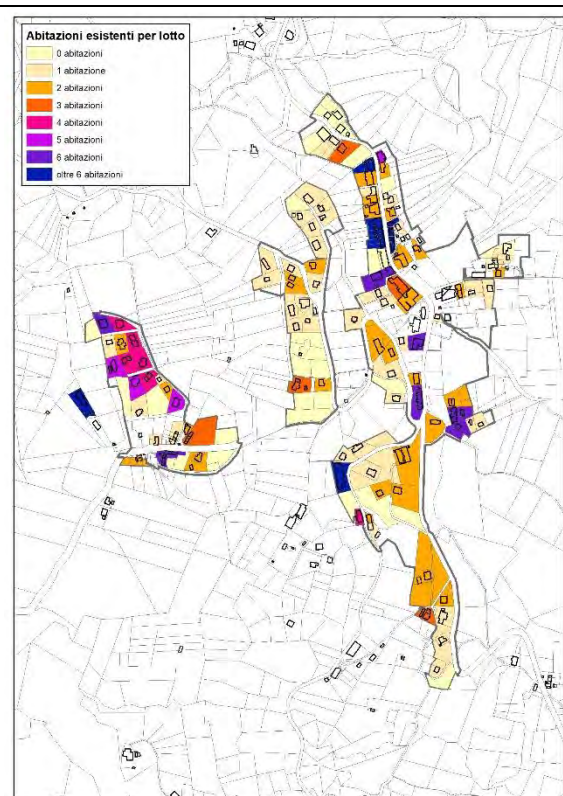 Abitazioni esistenti per lotto
0 abitazioni
1 abitazione
2 abitazioni
3 abitazioni
4 abitazioni
5 abitazioni
6 abitazioni
oltre 6 abitazioni